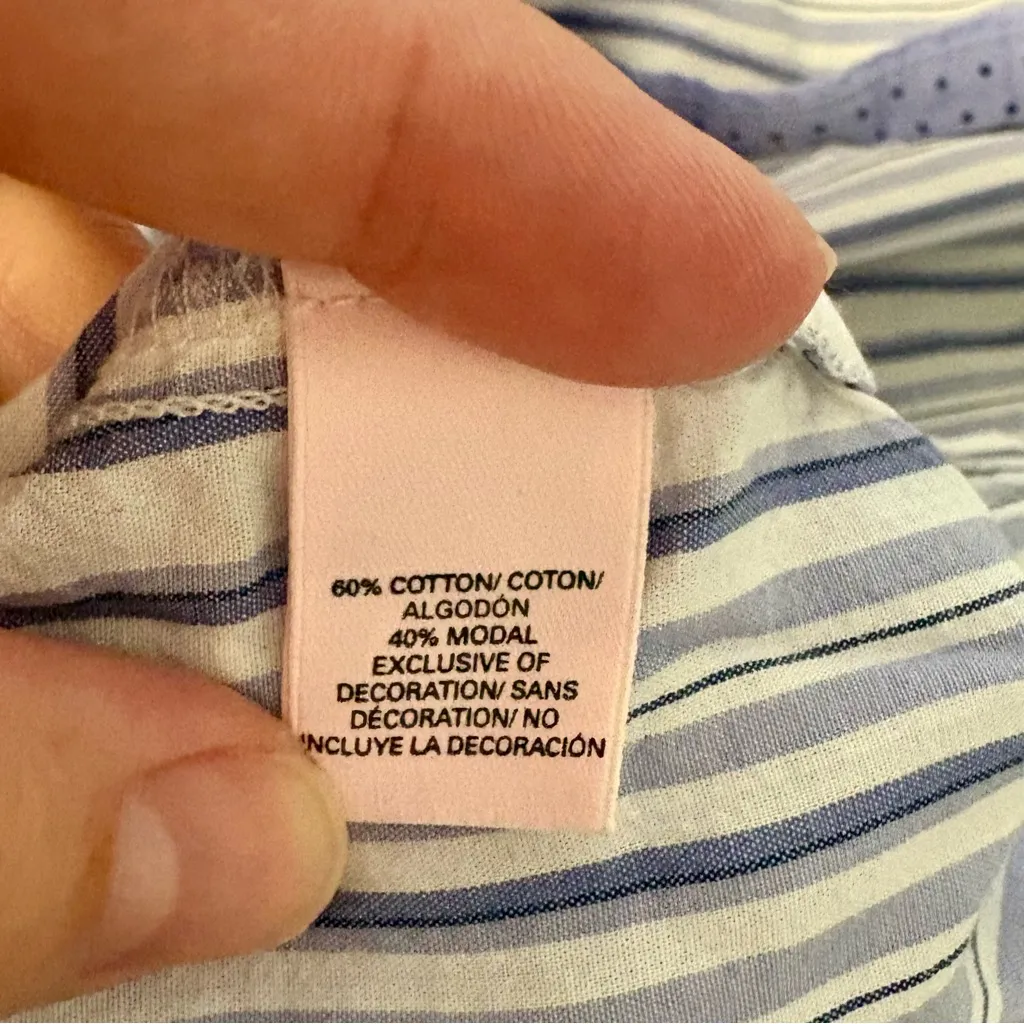 60% COTTON/ COTON/
ALGODÓN
40% MODAL
EXCLUSIVE OF
DECORATION/ SANS
DÉCORATION/ NO
INCLUYE LA DECORACIÓN